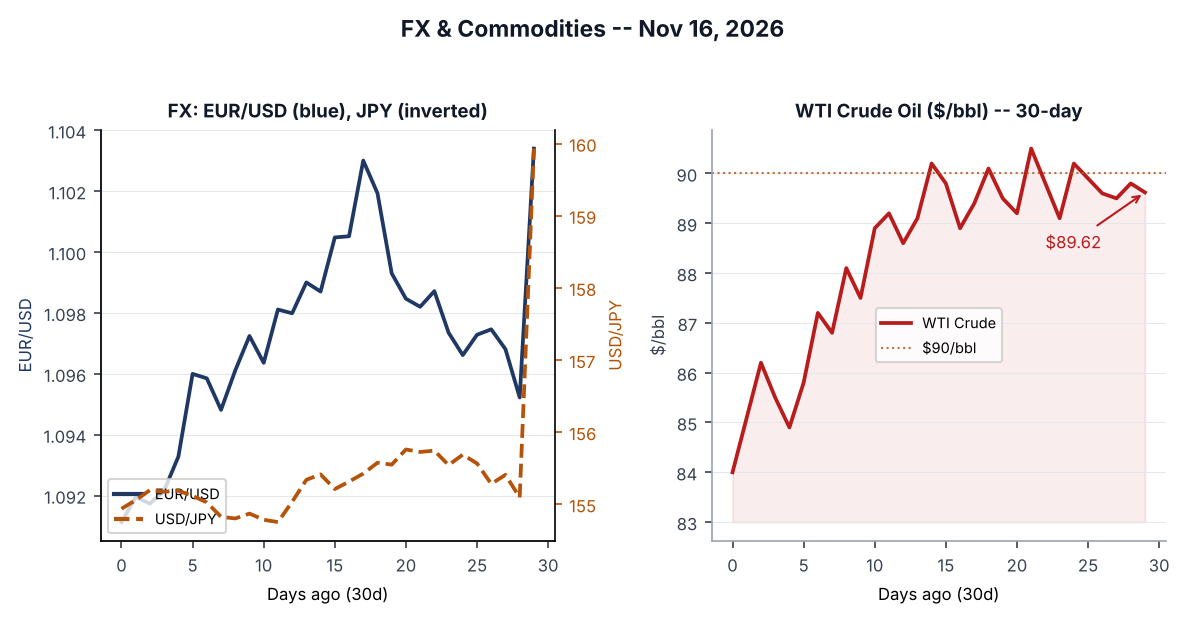 FX & Commodities -- Nov 16, 2026
FX: EUR/USD (blue), JPY (inverted)
EUR/USD
1.104
1.102
1.100
1.098
1.096
1.094
1.092
160
159
158
157
156
155
USD/JPY
EUR/USD
USD/JPY
0 5 10 15 20 25 30
Days ago (30d)
WTI Crude Oil ($/bbl) -- 30-day
$/bbl
90
89
88
87
86
85
84
83
$89.62
WTI Crude
$90/bbl
0 5 10 15 20 25 30
Days ago (30d)